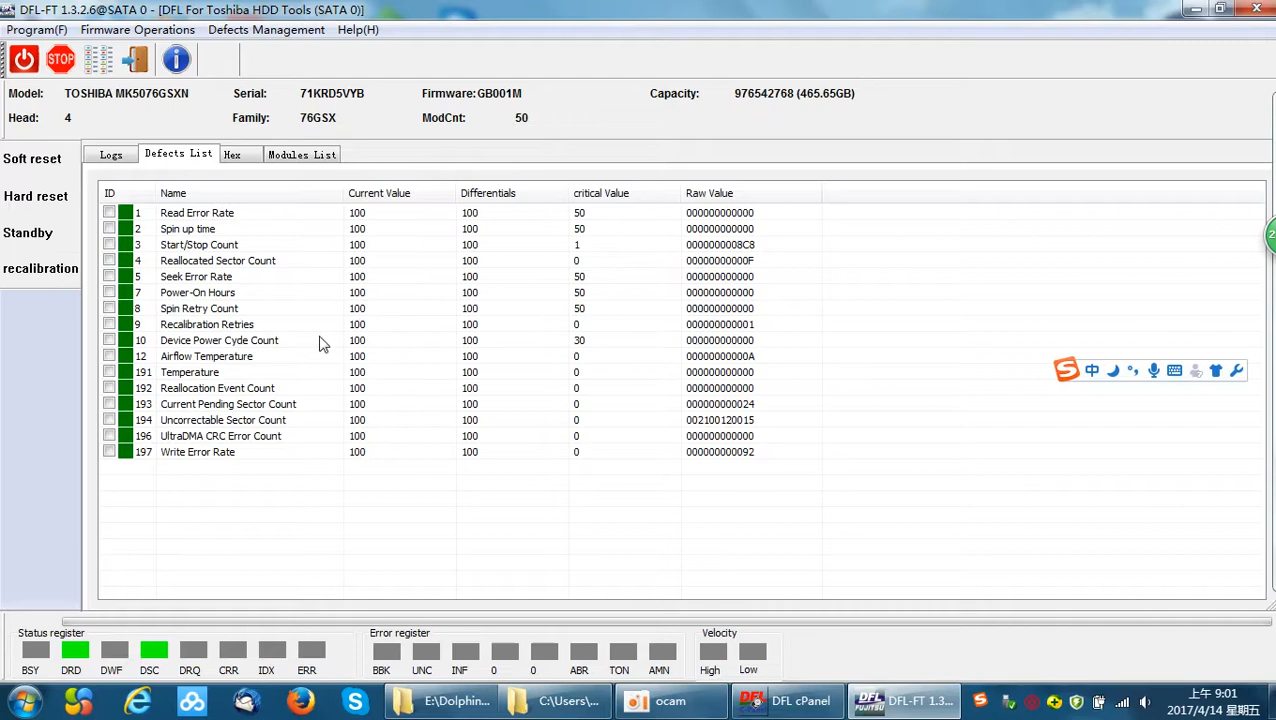 DFL-FT 1.3.2.6@SATA 0 - [DFL For Toshiba HDD Tools (SATA 0)]
Program(F) Firmware Operations Defects Management Help(H)
STOP
Model: TOSHIBA MK5076GSXN Serial: 71KRD5VYB Firmware: GB001M Capacity: 976542768 (465.65GB)
Head: 4 Family: 76GSX ModCnt: 50
Soft reset
Hard reset
Standby
recalibration
Logs Defects List Hex Modules List
ID Name Current Value Differentials critical Value Raw Value
1 Read Error Rate 100 100 50 000000000000
2 Spin up time 100 100 50 000000000000
3 Start/Stop Count 100 100 1 0000000008C8
4 Reallocated Sector Count 100 100 0 00000000000F
5 Seek Error Rate 100 100 50 000000000000
7 Power-On Hours 100 100 50 000000000000
8 Spin Retry Count 100 100 50 000000000000
9 Recalibration Retries 100 100 0 000000000001
10 Device Power Cyde Count 100 100 30 000000000000
12 Airflow Temperature 100 100 0 00000000000A
191 Temperature 100 100 0 000000000000
192 Reallocation Event Count 100 100 0 000000000000
193 Current Pending Sector Count 100 100 0 000000000024
194 Uncorrectable Sector Count 100 100 0 002100120015
196 UltraDMA CRC Error Count 100 100 0 000000000000
197 Write Error Rate 100 100 0 000000000092
中
Status register Error register Velocity
BSY DRD DWF DSC DRQ CRR IDX ERR BBK UNC INF 0 0 ABR TON AMN High Low
E:\Dolphin... C:\Users\... ocam DFL cPanel DFL-FT 1.3...
上午 9:01
2017/4/14 星期五